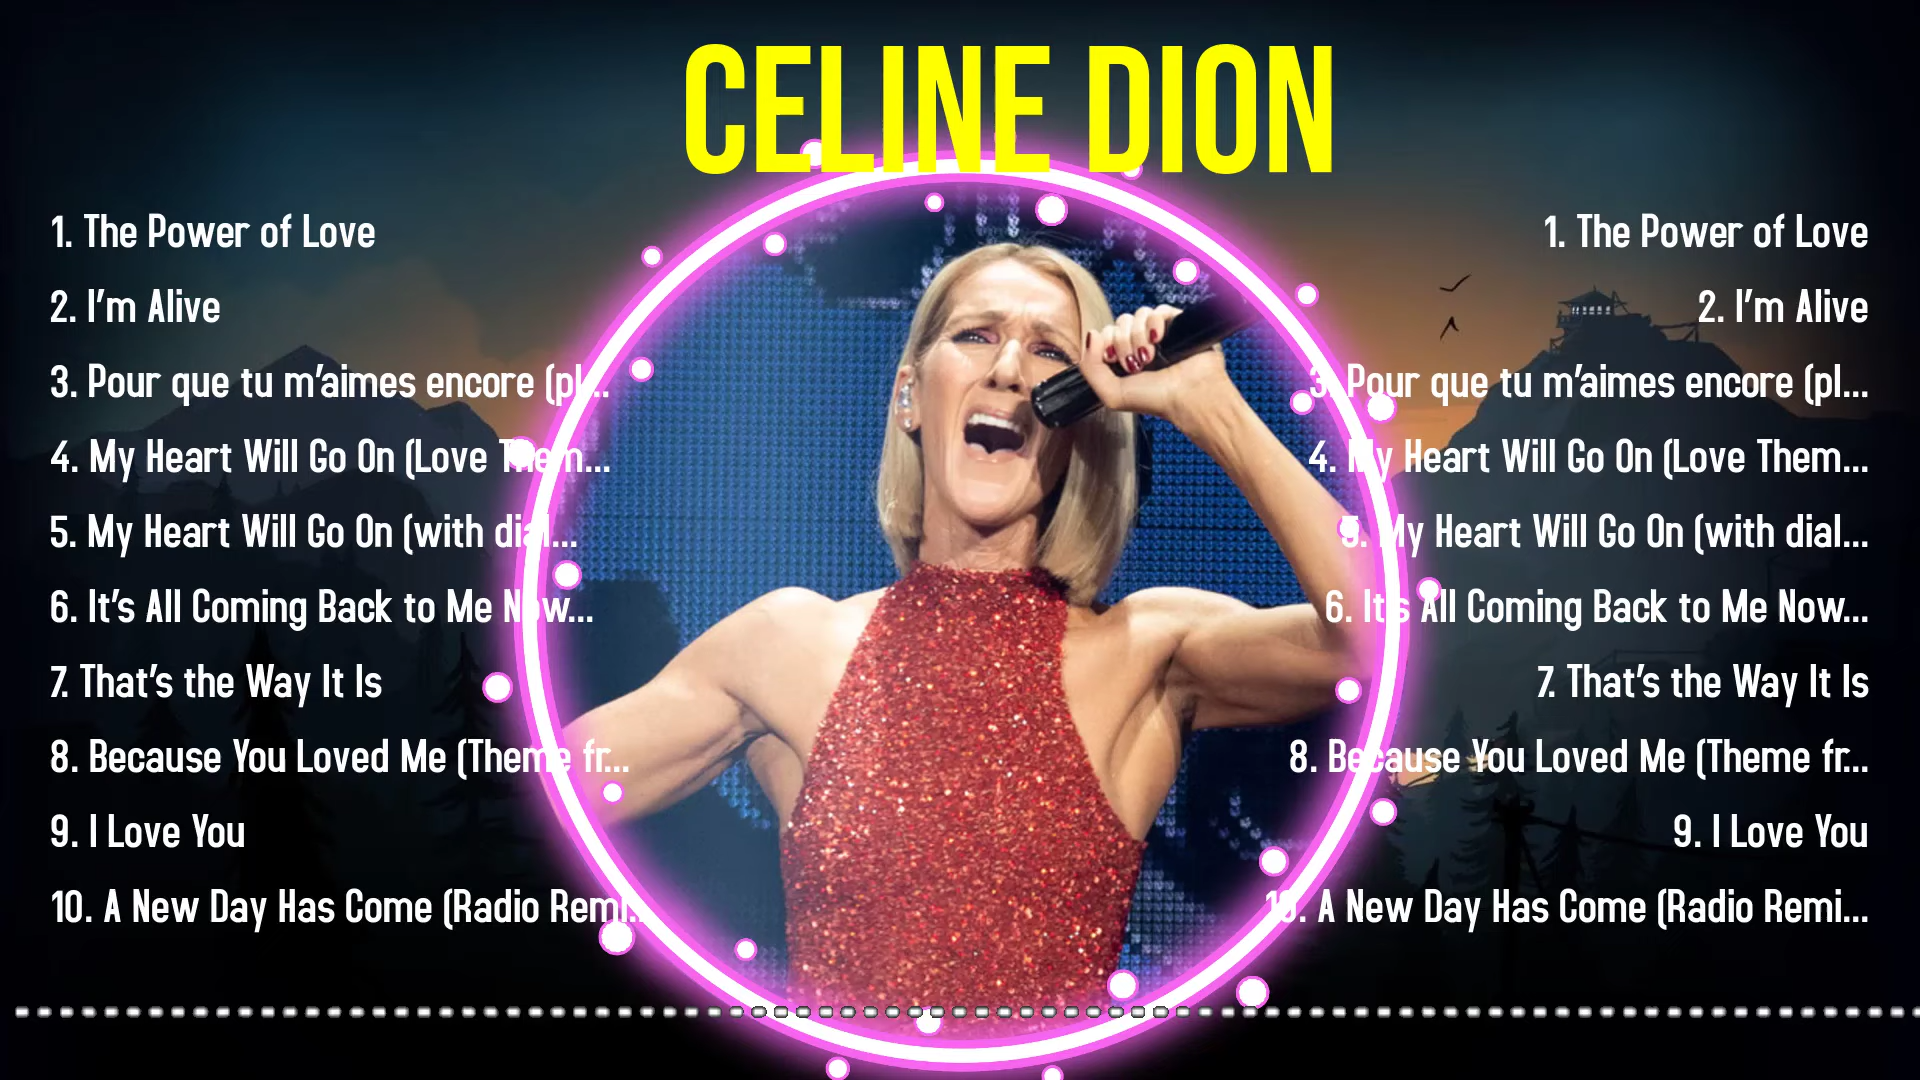 CELINE DION
1. The Power of Love
2. I'm Alive
3. Pour que tu m'aimes encore (pl...
4. My Heart Will Go On (Love Them...
5. My Heart Will Go On (with dial...
6. It's All Coming Back to Me Now...
7. That's the Way It Is
8. Because You Loved Me (Theme fr...
9. I Love You
10. A New Day Has Come (Radio Remi...
1. The Power of Love
2. I'm Alive
3. Pour que tu m'aimes encore (pl...
4. My Heart Will Go On (Love Them...
5. My Heart Will Go On (with dial...
6. It's All Coming Back to Me Now...
7. That's the Way It Is
8. Because You Loved Me (Theme fr...
9. I Love You
10. A New Day Has Come (Radio Remi...